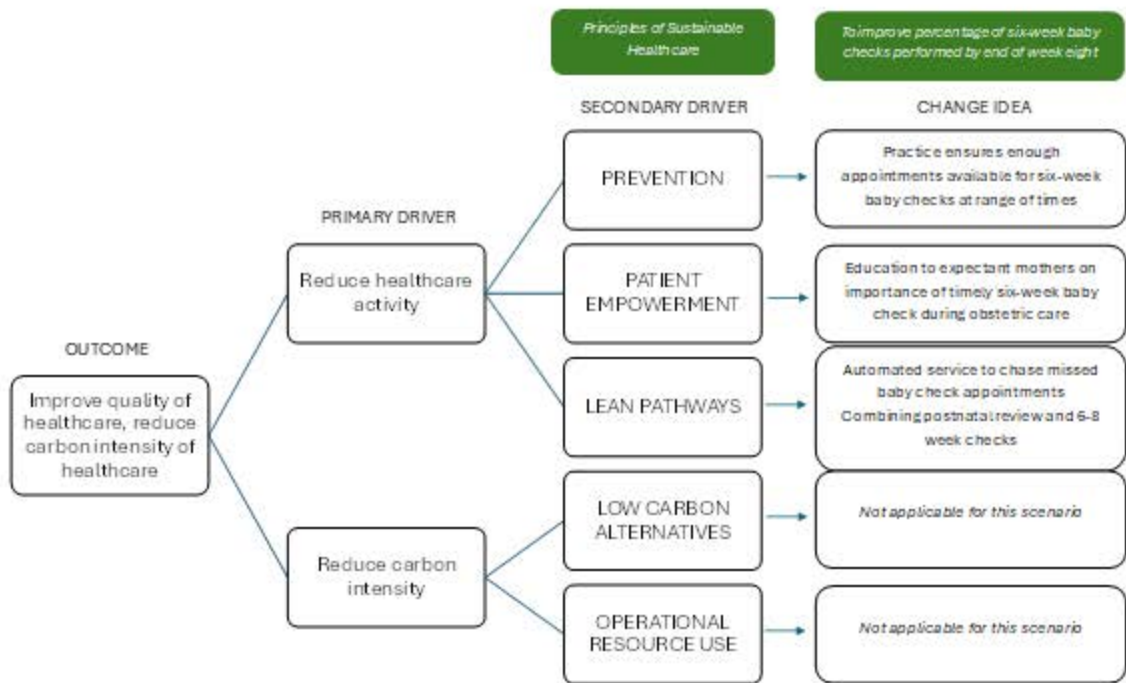 Principles of Sustainable
Healthcare
To improve percentage of six-week baby
checks performed by end of week eight
SECONDARY DRIVER
CHANGE IDEA
PREVENTION
Practice ensures enough
appointments available for six-week
baby checks at range of times
PRIMARY DRIVER
Reduce healthcare
activity
PATIENT
EMPOWERMENT
Education to expectant mothers on
importance of timely six-week baby
check during obstetric care
OUTCOME
Improve quality of
healthcare, reduce
carbon intensity of
healthcare
LEAN PATHWAYS
Automated service to chase missed
baby check appointments
Combining postnatal review and 6-8
week checks
LOW CARBON
ALTERNATIVES
Not applicable for this scenario
Reduce carbon
intensity
OPERATIONAL
RESOURCE USE
Not applicable for this scenario